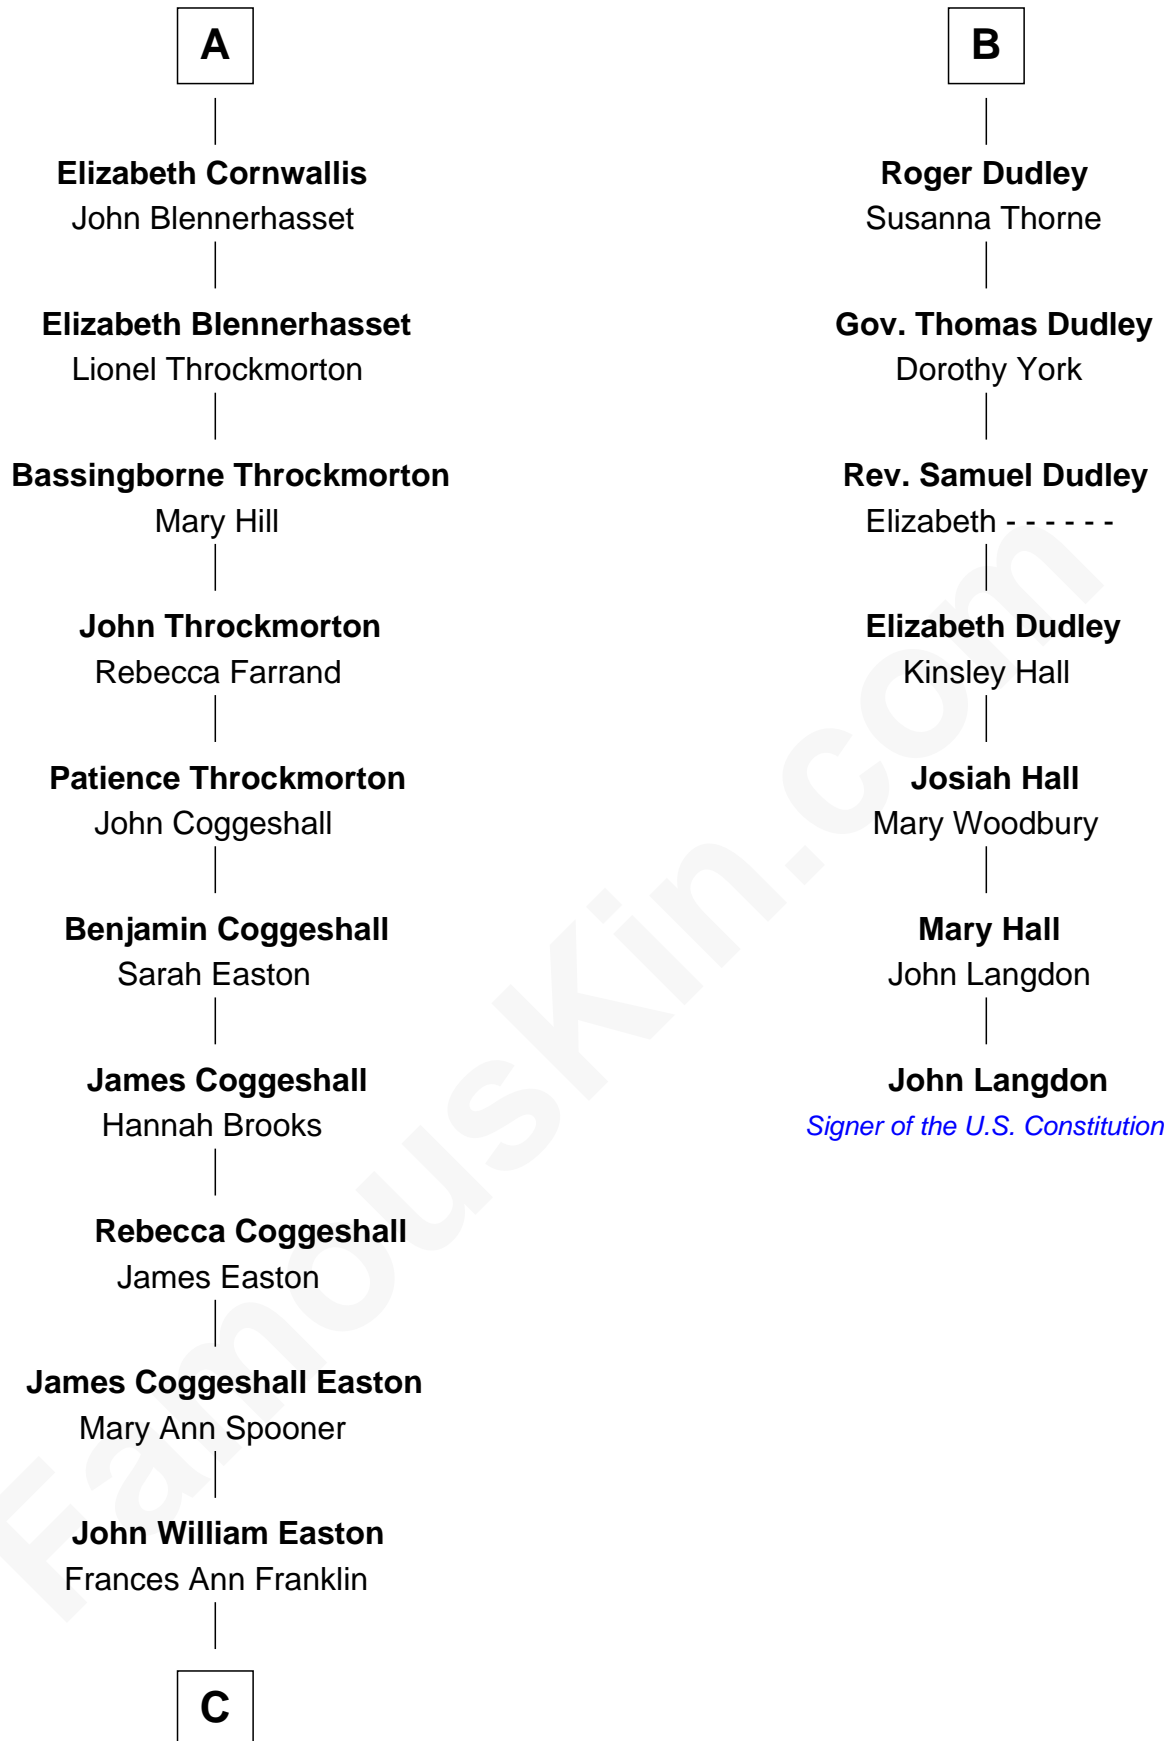 A
Elizabeth Cornwallis
John Blennerhasset
Elizabeth Blennerhasset
Lionel Throckmorton
Bassingborne Throckmorton
Mary Hill
John Throckmorton
Rebecca Farrand
Patience Throckmorton
John Coggeshall
Benjamin Coggeshall
Sarah Easton
James Coggeshall
Hannah Brooks
Rebecca Coggeshall
James Easton
James Coggeshall Easton
Mary Ann Spooner
John William Easton
Frances Ann Franklin
C
B
Roger Dudley
Susanna Thorne
Gov. Thomas Dudley
Dorothy York
Rev. Samuel Dudley
Elizabeth - - - - - -
Elizabeth Dudley
Kinsley Hall
Josiah Hall
Mary Woodbury
Mary Hall
John Langdon
John Langdon
Signer of the U.S. Constitution
FamousKin.com